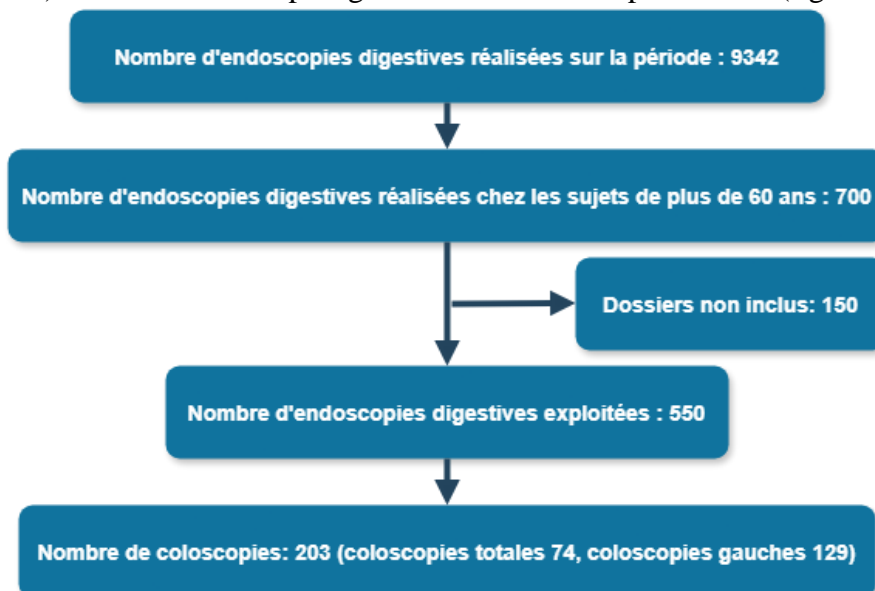 Nombre d'endoscopies digestives réalisées sur la période : 9342
Nombre d'endoscopies digestives réalisées chez les sujets de plus de 60 ans : 700
Dossiers non inclus: 150
Nombre d'endoscopies digestives exploitées : 550
Nombre de coloscopies: 203 (coloscopies totales 74, coloscopies gauches 129)